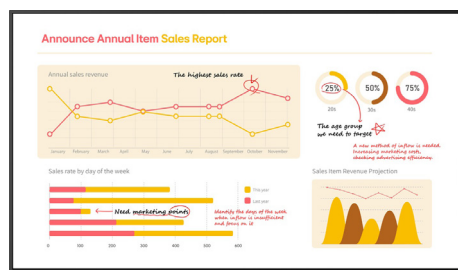 Announce Annual Item Sales Report
Annual sales revenue
The highest sales rate
January February March April May June July August September October November
25% 50% 75%
20s 30s 40s
The age group
we need to target
A new method of inflow is needed.
Increasing marketing costs,
checking advertising efficiency.
Sales rate by day of the week
This year
Last year
Need marketing points
Identify the days of the week
when inflow is insufficient
and focus on it
0 100 200 300 400 500 600
Sales Item Revenue Projection